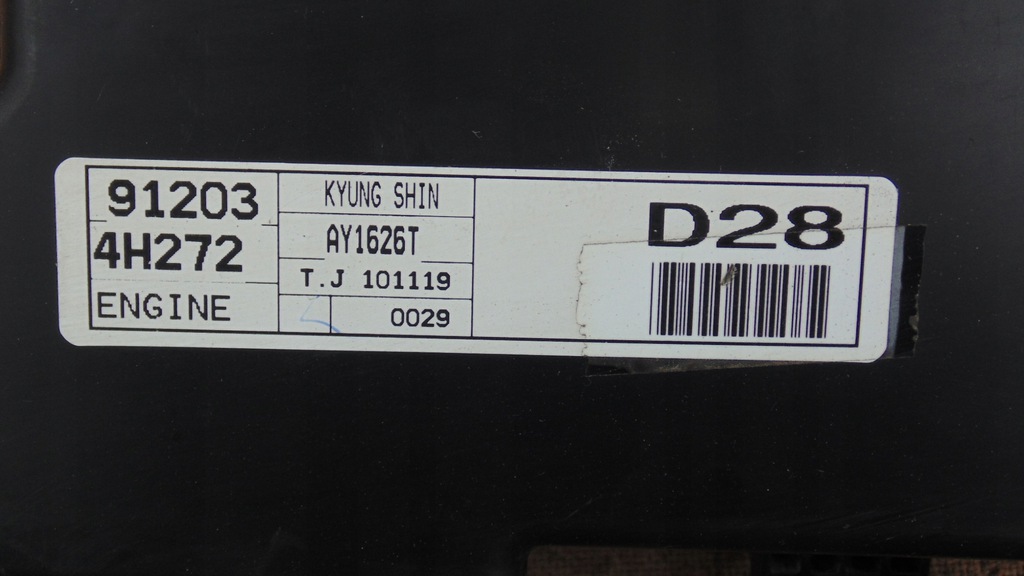 91203
4H272
ENGINE
KYUNG SHIN
AY1626T
T.J 101119
0029
D28